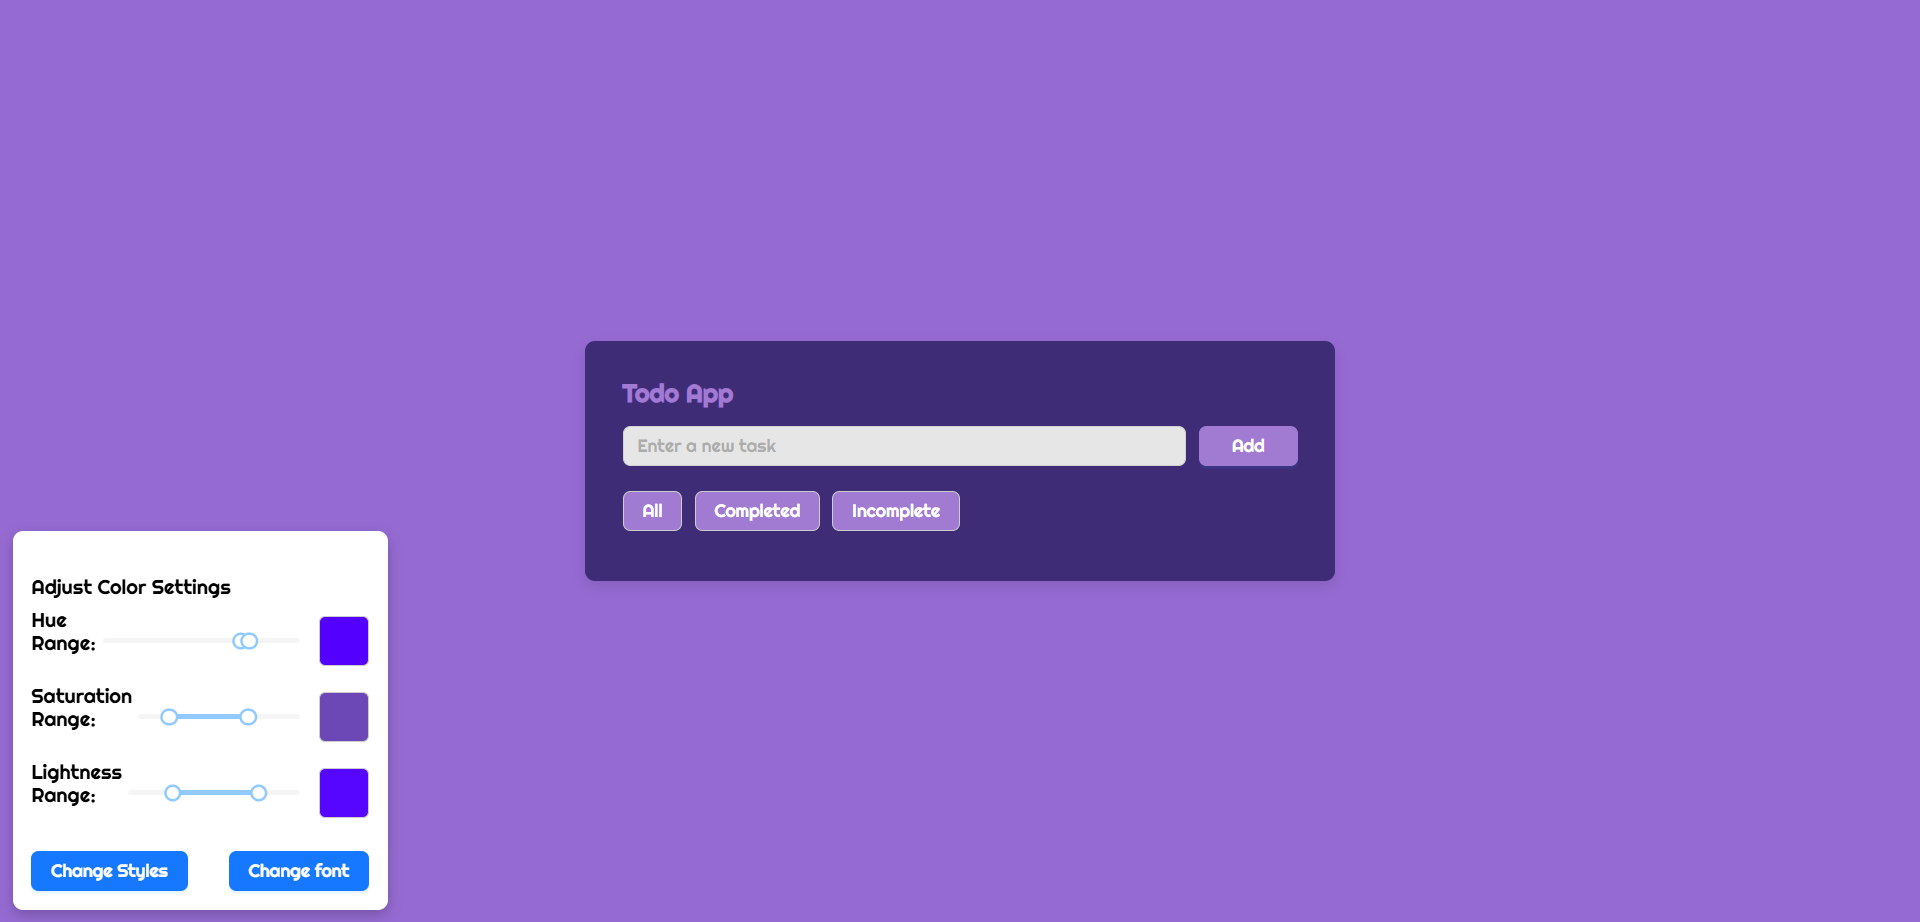 Todo App
Enter a new task
Add
All
Completed
Incomplete
Adjust Color Settings
Hue
Range:
Saturation
Range:
Lightness
Range:
Change Styles
Change font